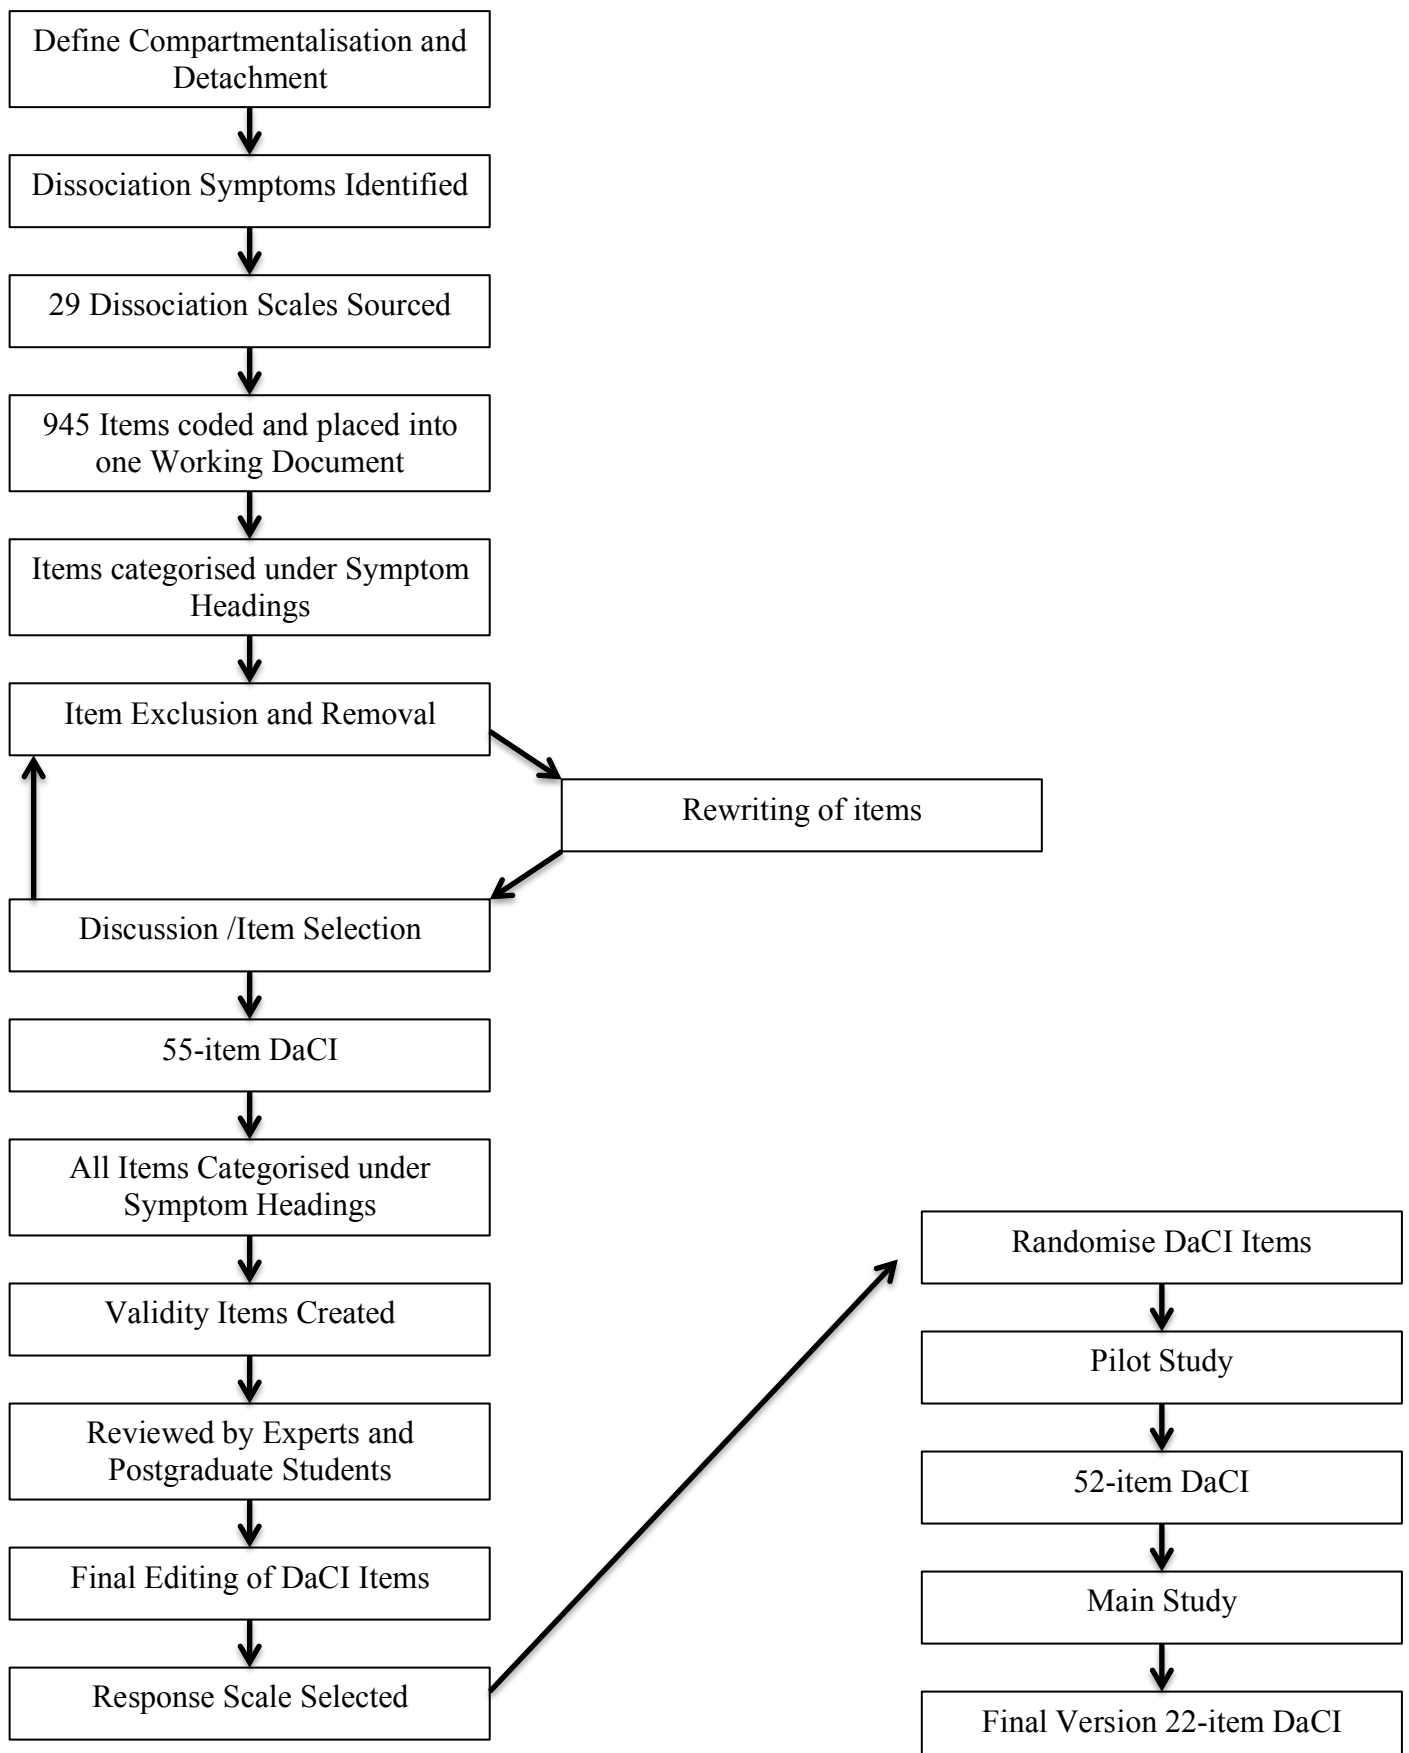 Define Compartmentalisation and
Detachment
Dissociation Symptoms Identified
29 Dissociation Scales Sourced
945 Items coded and placed into
one Working Document
Items categorised under Symptom
Headings
Item Exclusion and Removal
Rewriting of items
Discussion /Item Selection
55-item DaCI
All Items Categorised under
Symptom Headings
Validity Items Created
Reviewed by Experts and
Postgraduate Students
Final Editing of DaCI Items
Response Scale Selected
Randomise DaCI Items
Pilot Study
52-item DaCI
Main Study
Final Version 22-item DaCI